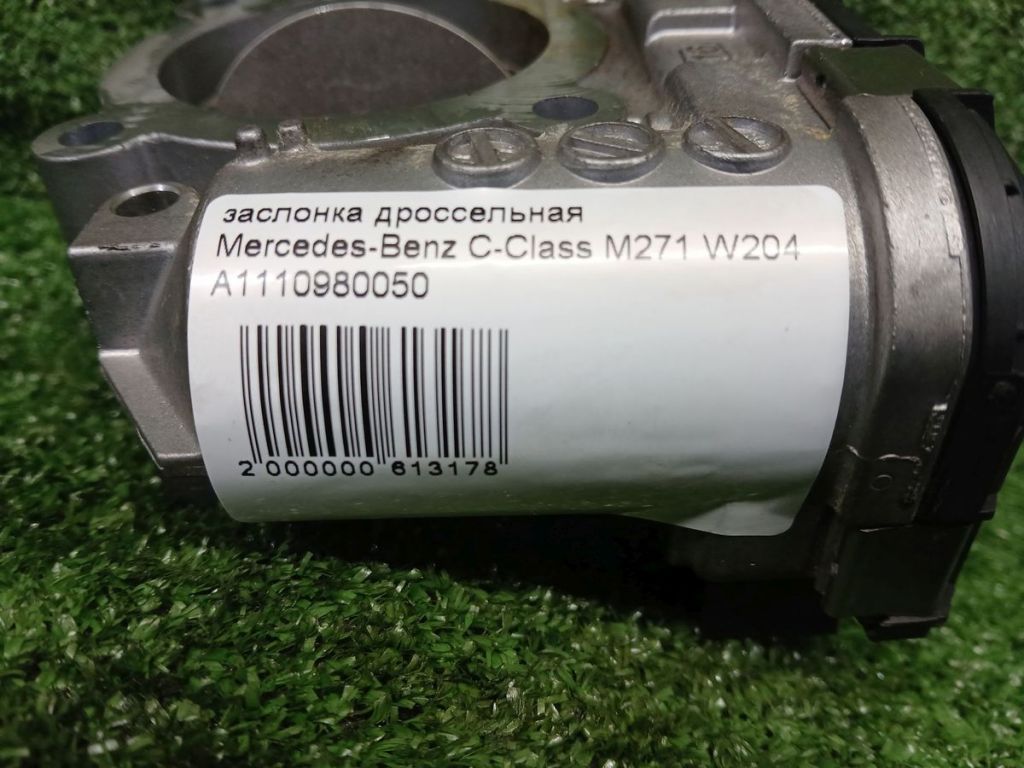 заслонка дроссельная
Mercedes-Benz C-Class M271 W204
A1110980050
2 000000 613178